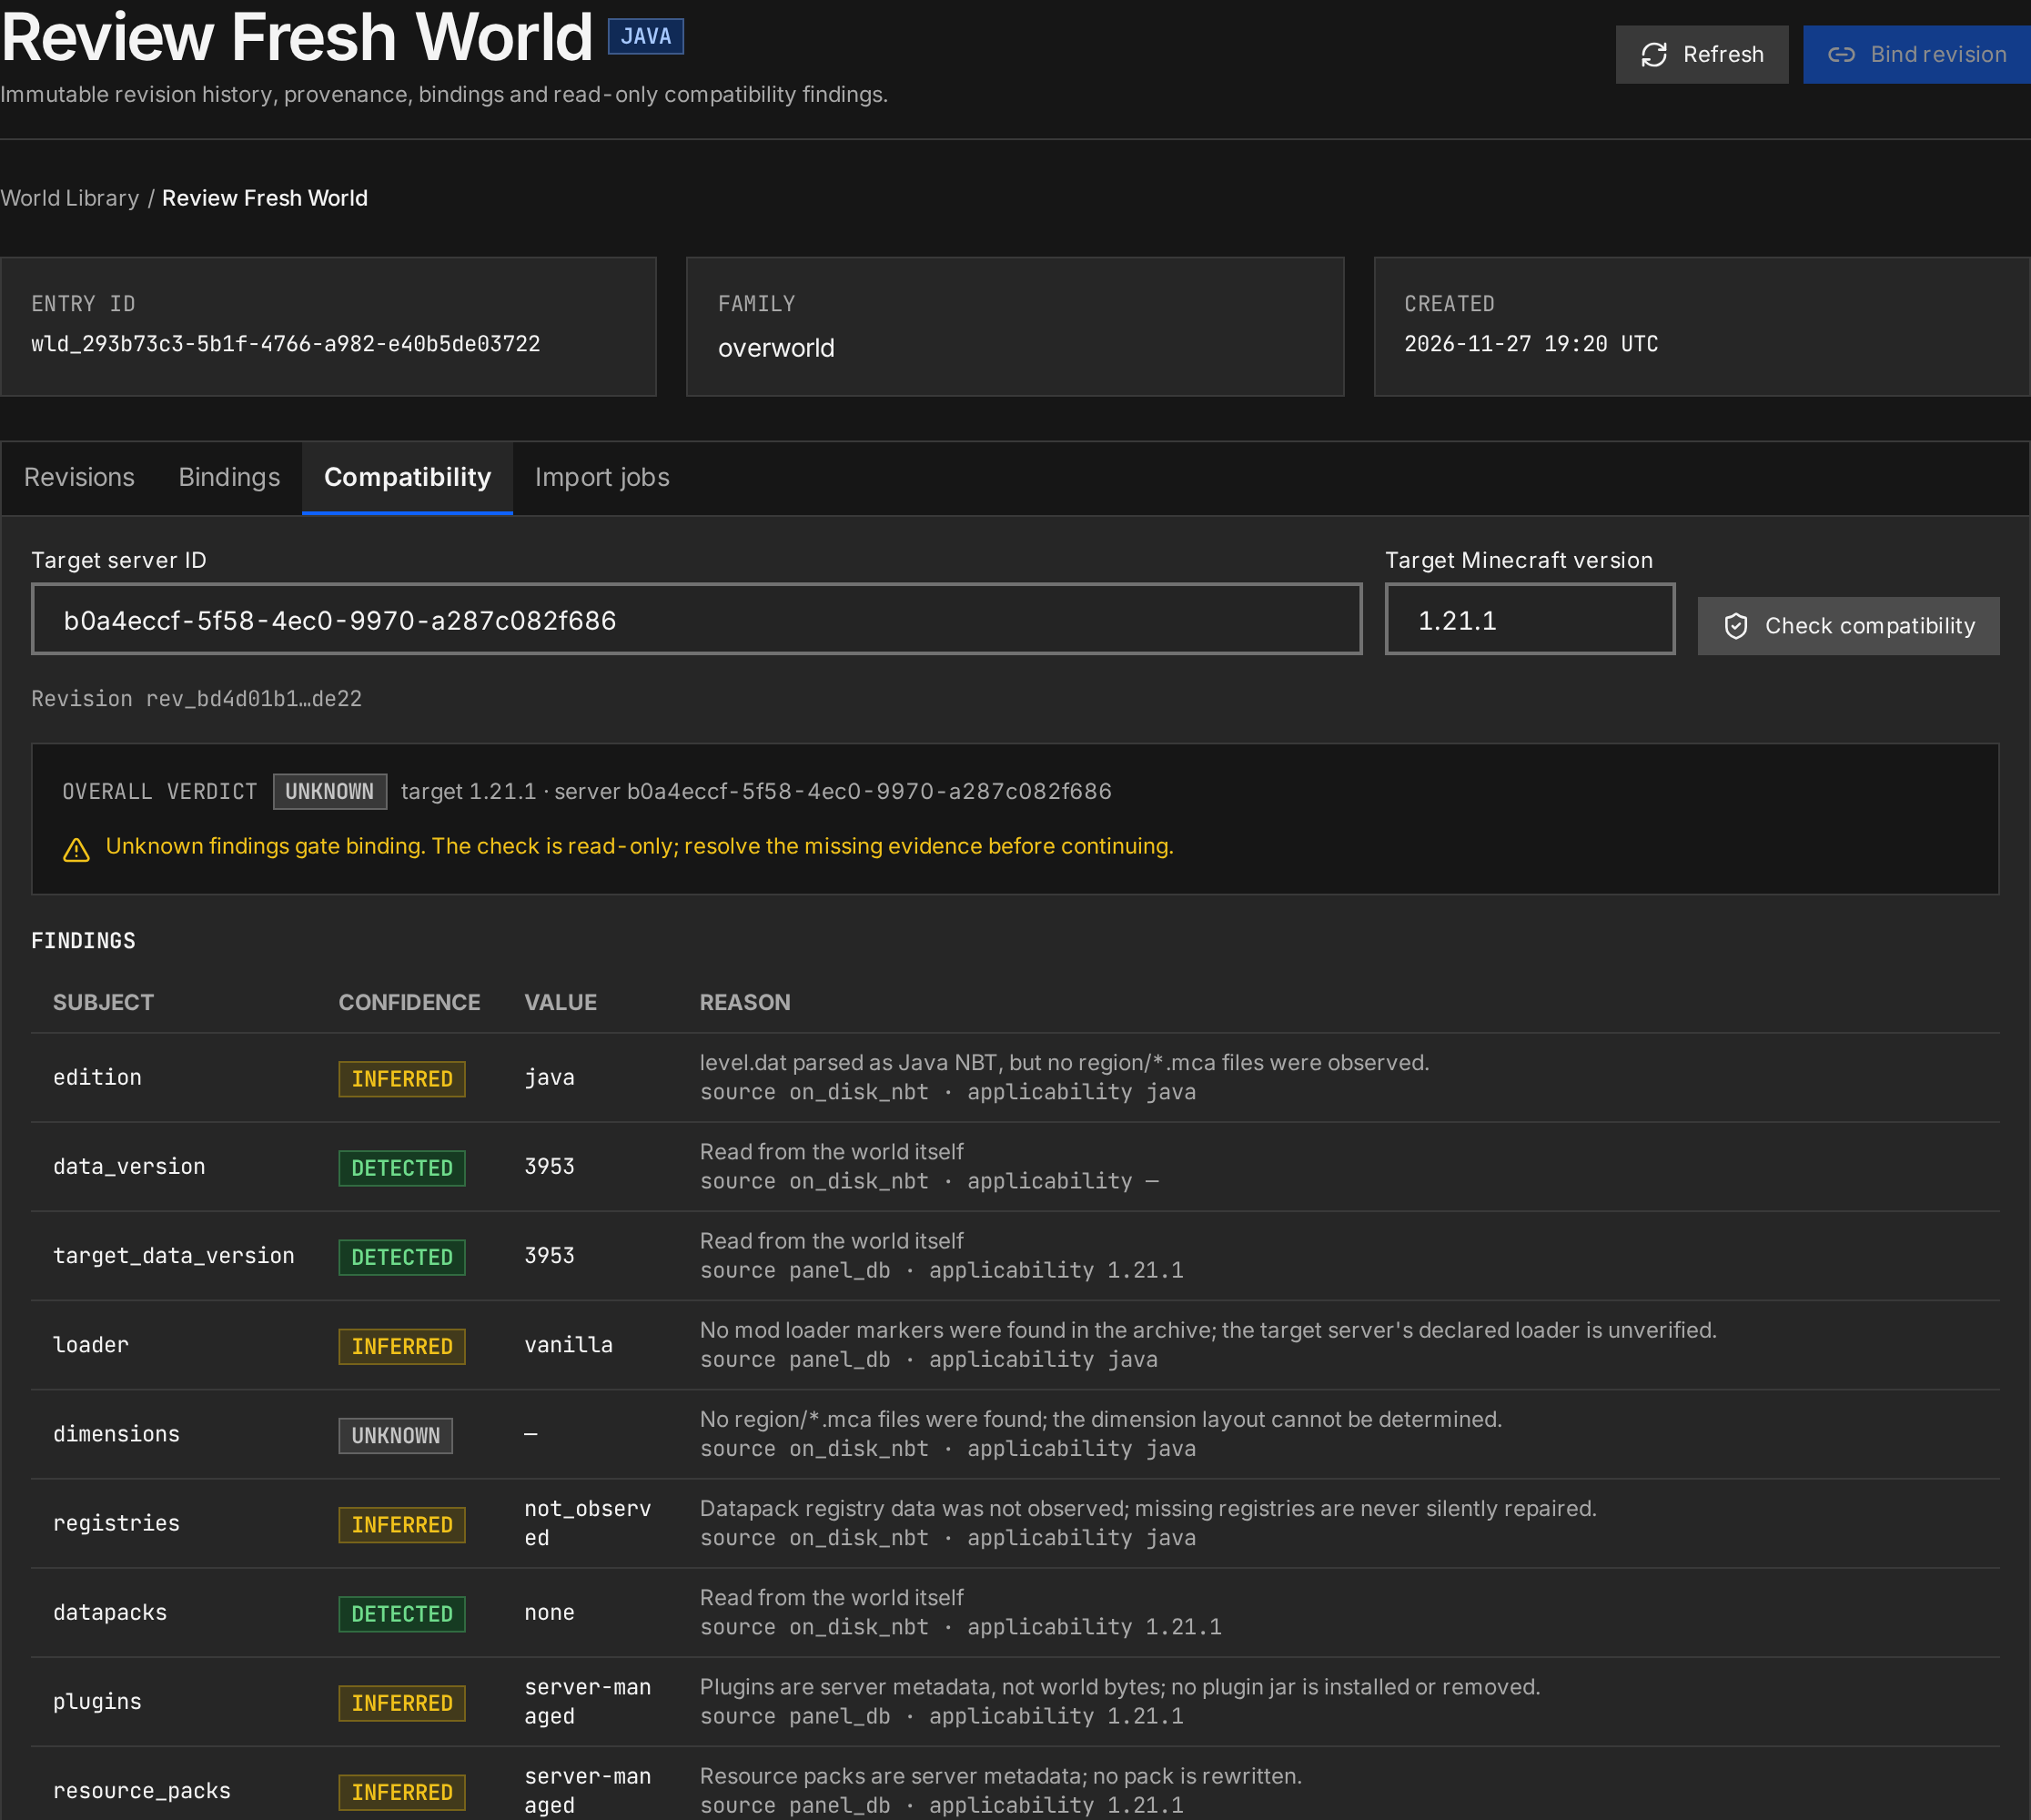 Review Fresh World JAVA
Refresh
Bind revision
Immutable revision history, provenance, bindings and read-only compatibility findings.
World Library / Review Fresh World
ENTRY ID
wld_293b73c3-5b1f-4766-a982-e40b5de03722
FAMILY
overworld
CREATED
2026-11-27 19:20 UTC
Revisions Bindings Compatibility Import jobs
Target server ID
b0a4eccf-5f58-4ec0-9970-a287c082f686
Target Minecraft version
1.21.1
Check compatibility
Revision rev_bd4d01b1…de22
OVERALL VERDICT UNKNOWN target 1.21.1 · server b0a4eccf-5f58-4ec0-9970-a287c082f686
Unknown findings gate binding. The check is read-only; resolve the missing evidence before continuing.
FINDINGS
SUBJECT CONFIDENCE VALUE REASON
edition INFERRED java
level.dat parsed as Java NBT, but no region/*.mca files were observed.
source on_disk_nbt · applicability java
data_version DETECTED 3953
Read from the world itself
source on_disk_nbt · applicability —
target_data_version DETECTED 3953
Read from the world itself
source panel_db · applicability 1.21.1
loader INFERRED vanilla
No mod loader markers were found in the archive; the target server's declared loader is unverified.
source panel_db · applicability java
dimensions UNKNOWN —
No region/*.mca files were found; the dimension layout cannot be determined.
source on_disk_nbt · applicability java
registries INFERRED
not_observ
ed
Datapack registry data was not observed; missing registries are never silently repaired.
source on_disk_nbt · applicability java
datapacks DETECTED none
Read from the world itself
source on_disk_nbt · applicability 1.21.1
plugins INFERRED
server-man
aged
Plugins are server metadata, not world bytes; no plugin jar is installed or removed.
source panel_db · applicability 1.21.1
resource_packs INFERRED
server-man
aged
Resource packs are server metadata; no pack is rewritten.
source panel_db · applicability 1.21.1